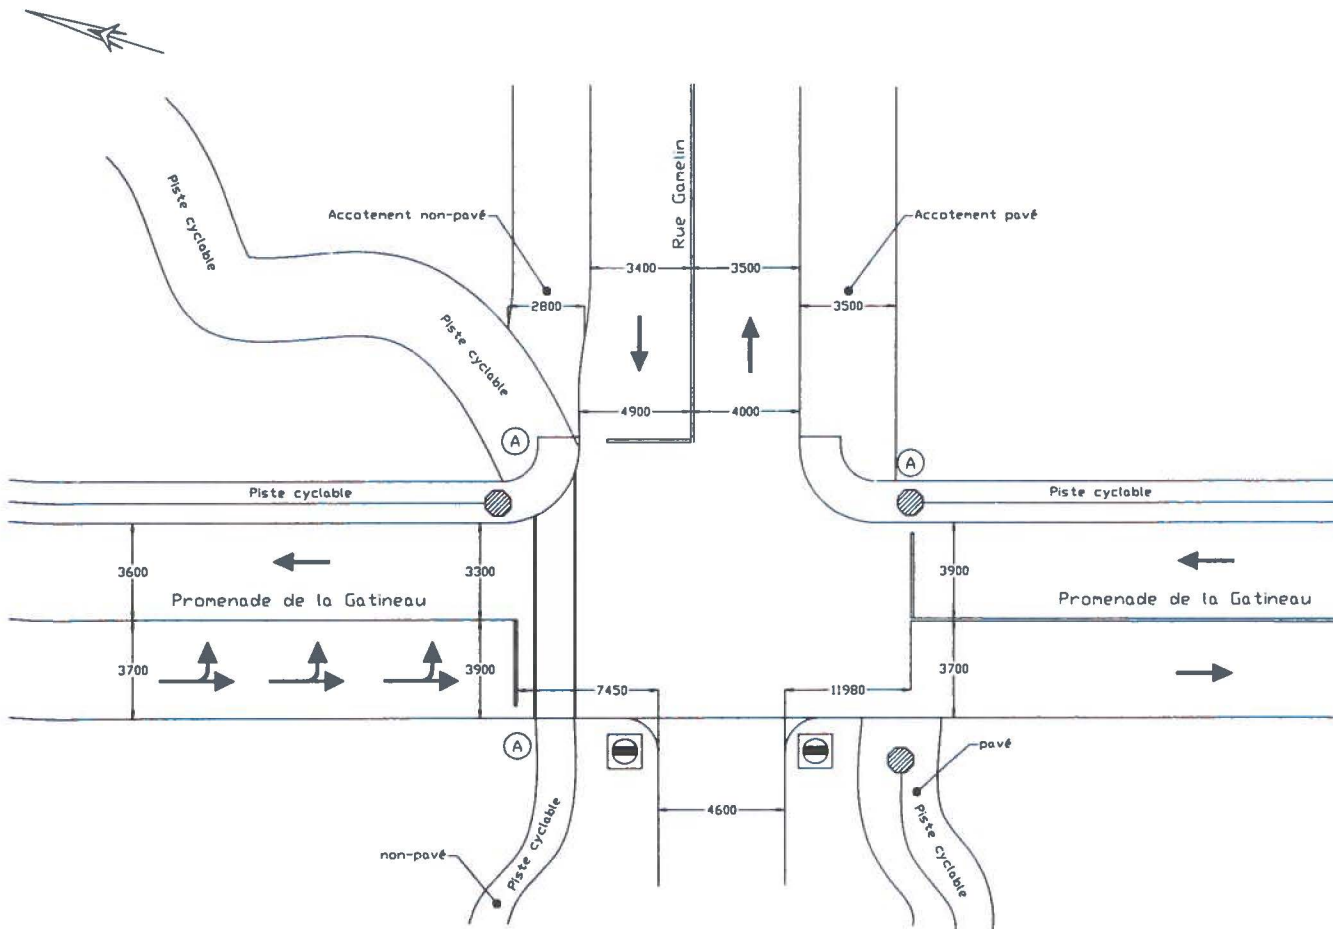 Piste cyclable
Rue Gamelin
Accotement non-pavé
Accotement pavé
3400
3500
2800
3500
Piste cyclable
4900
4000
A
A
Piste cyclable
Piste cyclable
3600
3300
3900
Promenade de la Gatineau
Promenade de la Gatineau
3700
3900
3700
7450
11980
A
pavé
4600
Piste cyclable
Piste cyclable
non-pavé